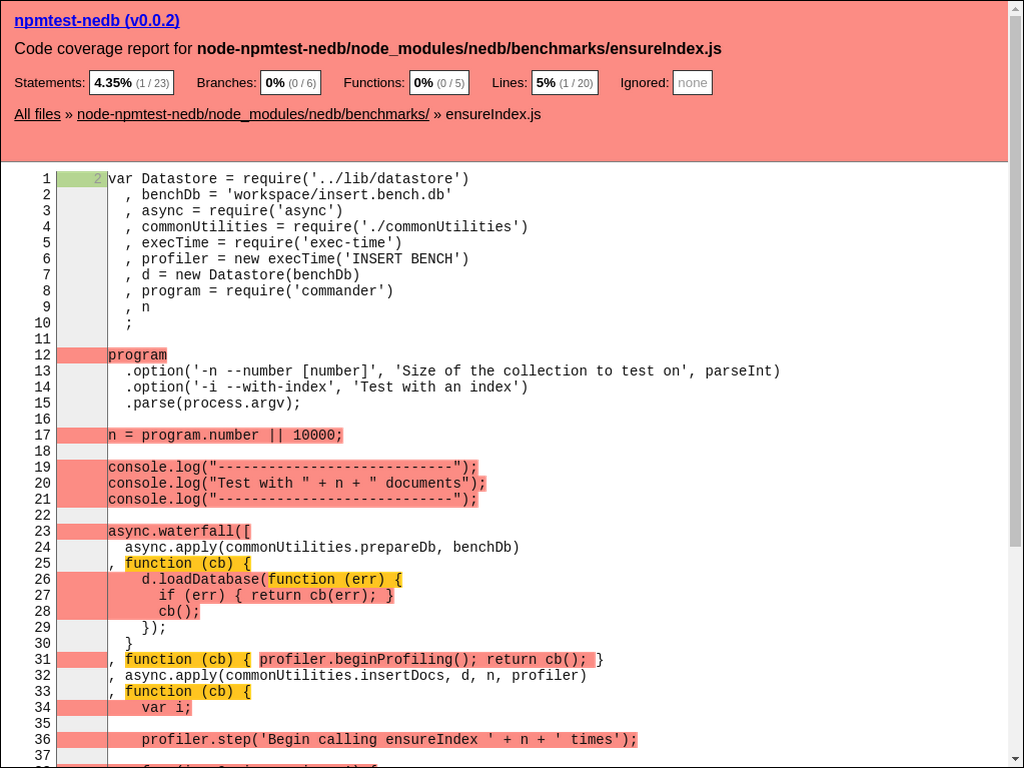 npmtest-nedb (v0.0.2)
Code coverage report for node-npmtest-nedb/node_modules/nedb/benchmarks/ensureIndex.js
Statements: 4.35% (1 / 23) Branches: 0% (0 / 6) Functions: 0% (0 / 5) Lines: 5% (1 / 20) Ignored: none
All files » node-npmtest-nedb/node_modules/nedb/benchmarks/ » ensureIndex.js
1 2 var Datastore = require('../lib/datastore')
2 , benchDb = 'workspace/insert.bench.db'
3 , async = require('async')
4 , commonUtilities = require('./commonUtilities')
5 , execTime = require('exec-time')
6 , profiler = new execTime('INSERT BENCH')
7 , d = new Datastore(benchDb)
8 , program = require('commander')
9 , n
10 ;
11
12 program
13 .option('-n --number [number]', 'Size of the collection to test on', parseInt)
14 .option('-i --with-index', 'Test with an index')
15 .parse(process.argv);
16
17 n = program.number || 10000;
18
19 console.log("----------------------------");
20 console.log("Test with " + n + " documents");
21 console.log("----------------------------");
22
23 async.waterfall([
24 async.apply(commonUtilities.prepareDb, benchDb)
25 , function (cb) {
26 d.loadDatabase(function (err) {
27 if (err) { return cb(err); }
28 cb();
29 });
30 }
31 , function (cb) { profiler.beginProfiling(); return cb(); }
32 , async.apply(commonUtilities.insertDocs, d, n, profiler)
33 , function (cb) {
34 var i;
35
36 profiler.step('Begin calling ensureIndex ' + n + ' times');
37